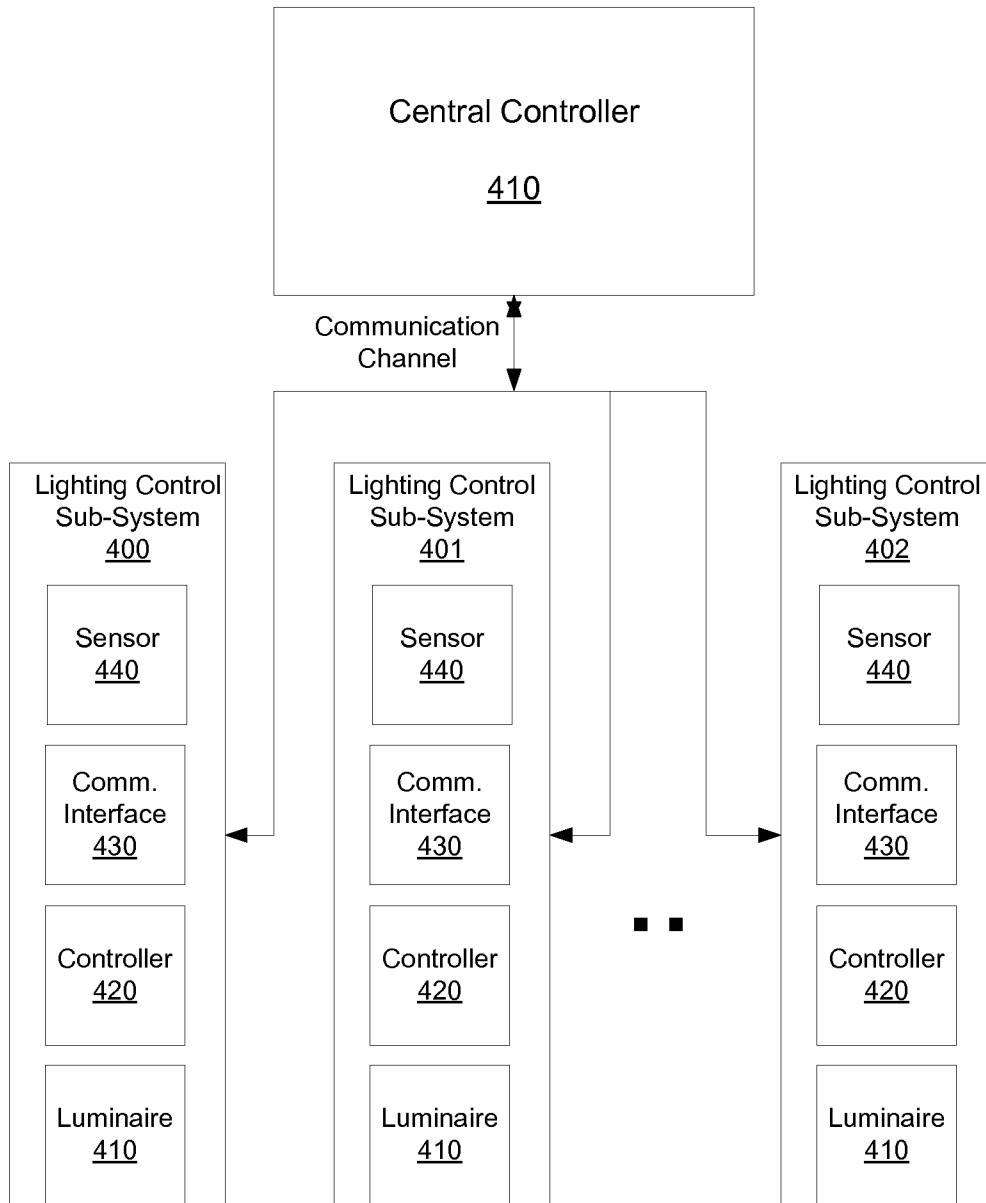 Central Controller
410
Communication
Channel
Lighting Control
Sub-System
400
Sensor
440
Comm.
Interface
430
Controller
420
Luminaire
410
Lighting Control
Sub-System
401
Sensor
440
Comm.
Interface
430
Controller
420
Luminaire
410
Lighting Control
Sub-System
402
Sensor
440
Comm.
Interface
430
Controller
420
Luminaire
410